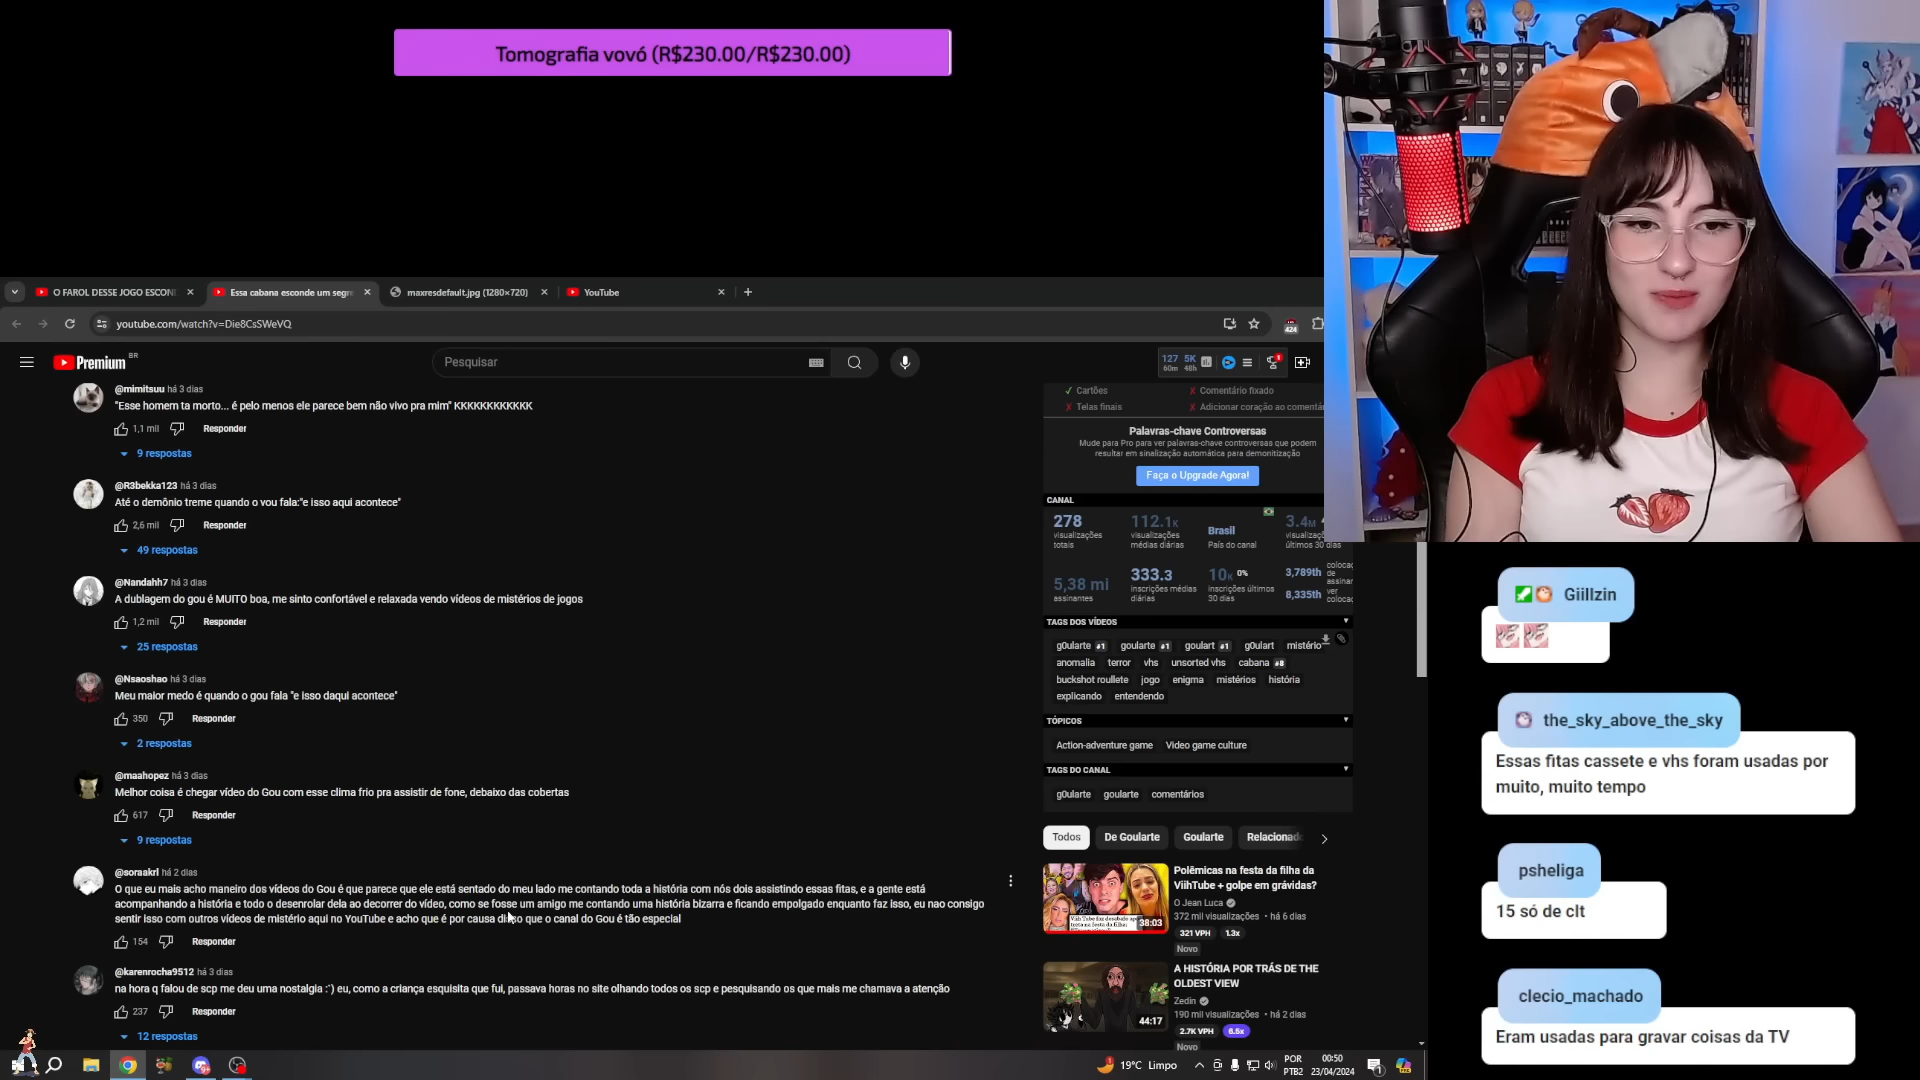 Tomografia vovó (R$230.00/R$230.00)
O FAROL DESSE JOGO ESCON
Essa cabana esconde um segre
maxresdefault.jpg (1280×720)
YouTube
youtube.com/watch?v=Die8CsSWeVQ
424
Premium BR
Pesquisar
127 60m 5K 48h
@mimitsuu há 3 dias
"Esse homem ta morto... é pelo menos ele parece bem não vivo pra mim" KKKKKKKKKKKK
1,1 mil Responder
9 respostas
@R3bekka123 há 3 dias
Até o demônio treme quando o vou fala:"e isso aqui acontece"
2,6 mil Responder
49 respostas
@Nandahh7 há 3 dias
A dublagem do gou é MUITO boa, me sinto confortável e relaxada vendo vídeos de mistérios de jogos
1,2 mil Responder
25 respostas
@Nsaoshao há 3 dias
Meu maior medo é quando o gou fala "e isso daqui acontece"
350 Responder
2 respostas
@maahopez há 3 dias
Melhor coisa é chegar vídeo do Gou com esse clima frio pra assistir de fone, debaixo das cobertas
617 Responder
9 respostas
@soraakrl há 2 dias
O que eu mais acho maneiro dos vídeos do Gou é que parece que ele está sentado do meu lado me contando toda a história com nós dois assistindo essas fitas, e a gente está
acompanhando a história e todo o desenrolar dela ao decorrer do vídeo, como se fosse um amigo me contando uma história bizarra e ficando empolgado enquanto faz isso, eu nao consigo
sentir isso com outros vídeos de mistério aqui no YouTube e acho que é por causa que o canal do Gou é tão especial
154 Responder
@karenrocha9512 há 3 dias
na hora q falou de scp me deu uma nostalgia :') eu, como a criança esquisita que fui, passava horas no site olhando todos os scp e pesquisando os que mais me chamava a atenção
237 Responder
12 respostas
Cartões Comentário fixado
Telas finais Adicionar coração ao comentár
Palavras-chave Controversas
Mude para Pro para ver palavras-chave controversas que podem
resultar em sinalização automática para demonitização
Faça o Upgrade Agora!
CANAL
278 visualizações totais
112.1K visualizações médias diárias
Brasil País do canal
3.4M visualizaç últimos 30 dias
5,38 mi assinantes
333.3 inscrições médias diárias
10K 0% inscrições últimos 30 dias
3,789th colocaç de assinar
8,335th ver colocac
TAGS DOS VÍDEOS
g0ularte #1 goularte #1 goulart #1 g0ulart mistério
anomalia terror vhs unsorted vhs cabana #8
buckshot roullete jogo enigma mistérios história
explicando entendendo
TÓPICOS
Action-adventure game Video game culture
TAGS DO CANAL
g0ularte goularte comentários
Todos De Goularte Goularte Relacionad
Polêmicas na festa da filha da
ViihTube + golpe em grávidas?
O Jean Luca
372 mil visualizações • há 6 dias
321 VPH 1.3x
Novo
38:03
A HISTÓRIA POR TRÁS DE THE
OLDEST VIEW
Zedin
190 mil visualizações • há 2 dias
2.7K VPH 6.5x
Novo
44:17
Giillzin
the_sky_above_the_sky
Essas fitas cassete e vhs foram usadas por
muito, muito tempo
psheliga
15 só de clt
clecio_machado
Eram usadas para gravar coisas da TV
19°C Limpo
POR
PTB2
00:50
23/04/2024